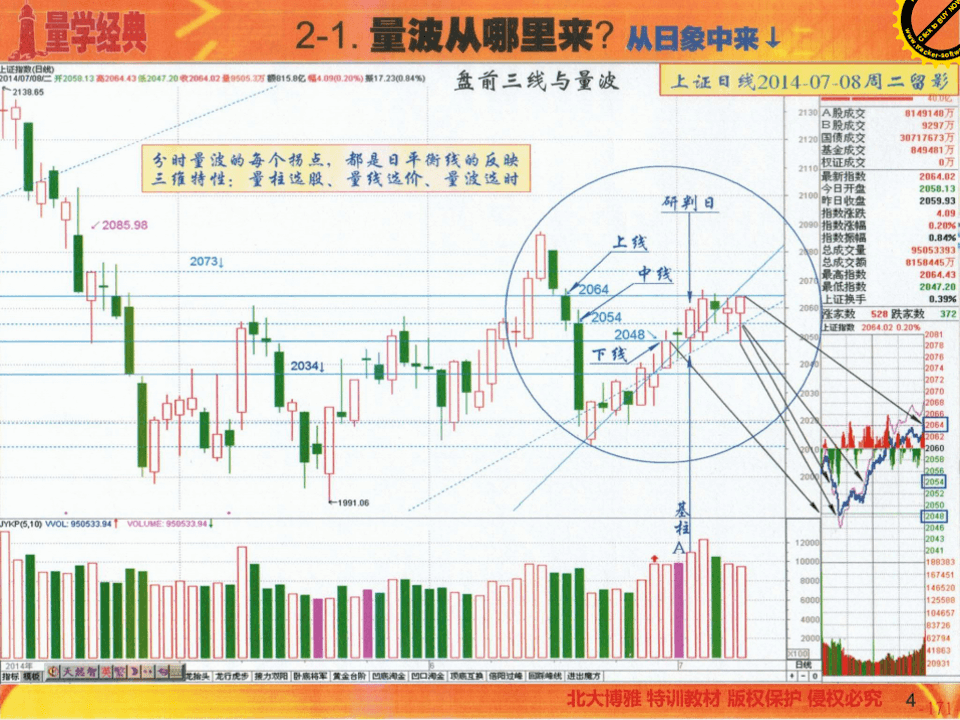 量学经典
2-1. 量波从哪里来? 从日象中来↓
Click to BUY NOW
上证指数(日线)
2014/07/08/二 开2058.13 高2064.43 低2047.20 收2064.02 量9505.3万 额815.8亿 幅4.09(0.20%) 振17.23(0.84%)
盘前三线与量波
上证日线2014-07-08周二留影
2138.65
分时量波的每个拐点，都是日平衡线的反映
三维特性：量柱选股、量线选价、量波选时
2085.98
2073↓
研判日
上线
中线
2064
2054
2048
下线
2034↓
←1991.06
基柱A
2130
2120
2110
2100
2090
2080
2070
2060
2050
2040
2030
2020
2010
2000
A股成交 8149148万
B股成交 9297万
国债成交 30717673万
基金成交 849481万
权证成交 0万
最新指数 2064.02
今日开盘 2058.13
昨日收盘 2059.93
指数涨跌 4.09
指数涨幅 0.20%
指数振幅 0.84%
总成交量 95053393
总成交额 8158445万
最高指数 2064.43
最低指数 2047.20
上证换手 0.39%
涨家数 528 跌家数 372
上证指数 2064.02 0.20%
2081
2078
2076
2074
2072
2070
2068
2066
2064
2062
2060
2058
2056
2054
2052
2050
2048
2046
2043
2041
188383
167451
146520
125588
104657
83726
62794
41863
20931
JYKP(5,10) VVOL: 950533.94↑ VOLUME: 950533.94↓
12000
10000
8000
6000
4000
2000
X100
2014年
6
7
日线
指标 模板
天然智
龙抬头 龙行虎步 接力双阳 卧底将军 黄金台阶 凹底淘金 凹口淘金 顶底互换 倍阳过峰 回踩峰线 进出魔方
北大博雅 特训教材 版权保护 侵权必究
4
-171-